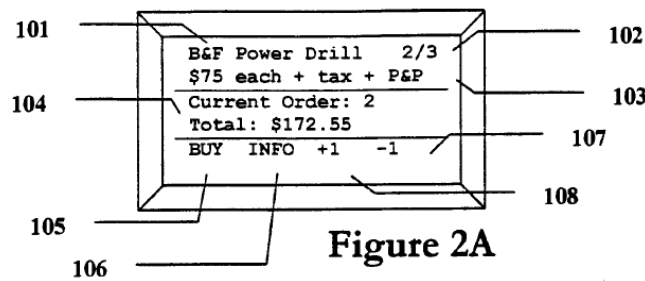 101
B&F Power Drill 2/3
102
$75 each + tax + P&P
103
104
Current Order: 2
Total: $172.55
BUY INFO +1 -1
107
108
105
106
Figure 2A